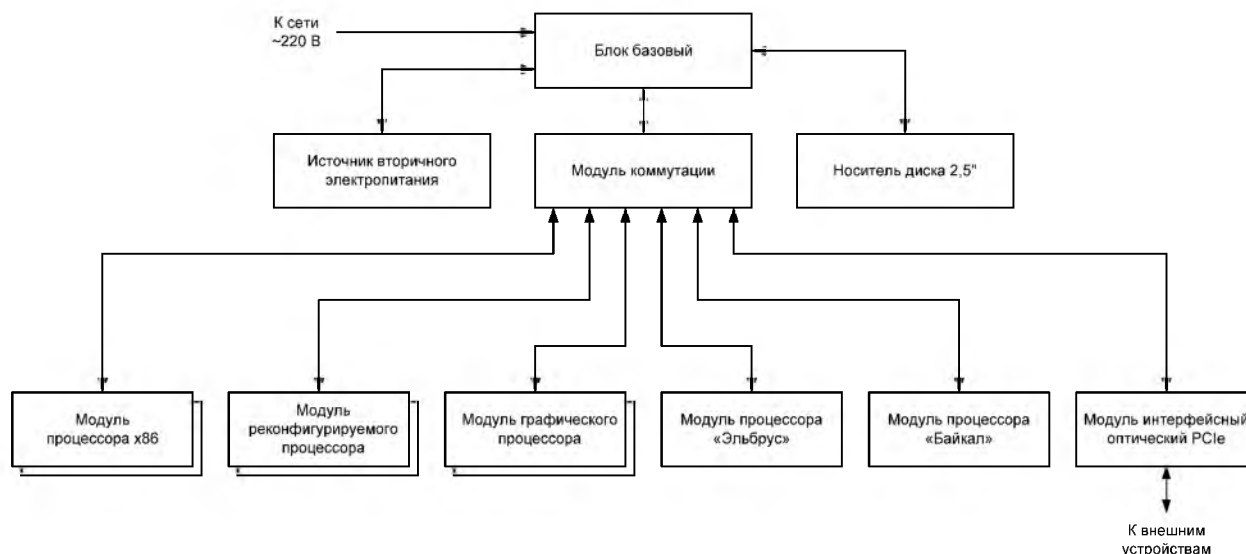 К сети
~220 В
Блок базовый
Источник вторичного
электропитания
Модуль коммутации
Носитель диска 2,5"
Модуль
процессора x86
Модуль
реконфигурируемого
процессора
Модуль графического
процессора
Модуль процессора
«Эльбрус»
Модуль процессора
«Байкал»
Модуль интерфейсный
оптический PCIe
К внешним
устройствам